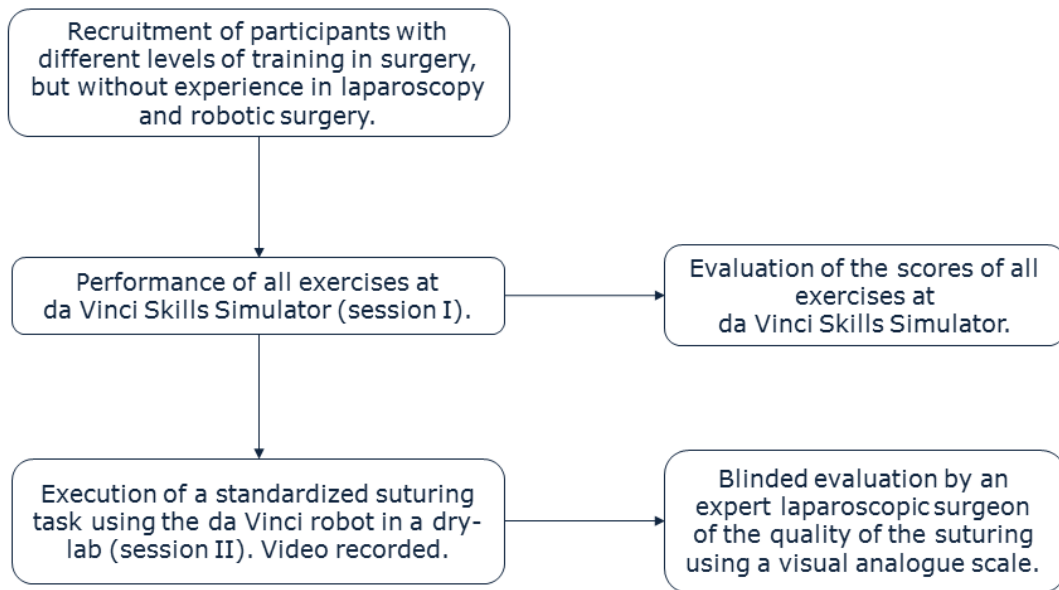 Recruitment of participants with
different levels of training in surgery,
but without experience in laparoscopy
and robotic surgery.
Performance of all exercises at
da Vinci Skills Simulator (session I).
Evaluation of the scores of all
exercises at
da Vinci Skills Simulator.
Execution of a standardized suturing
task using the da Vinci robot in a dry-
lab (session II). Video recorded.
Blinded evaluation by an
expert laparoscopic surgeon
of the quality of the suturing
using a visual analogue scale.